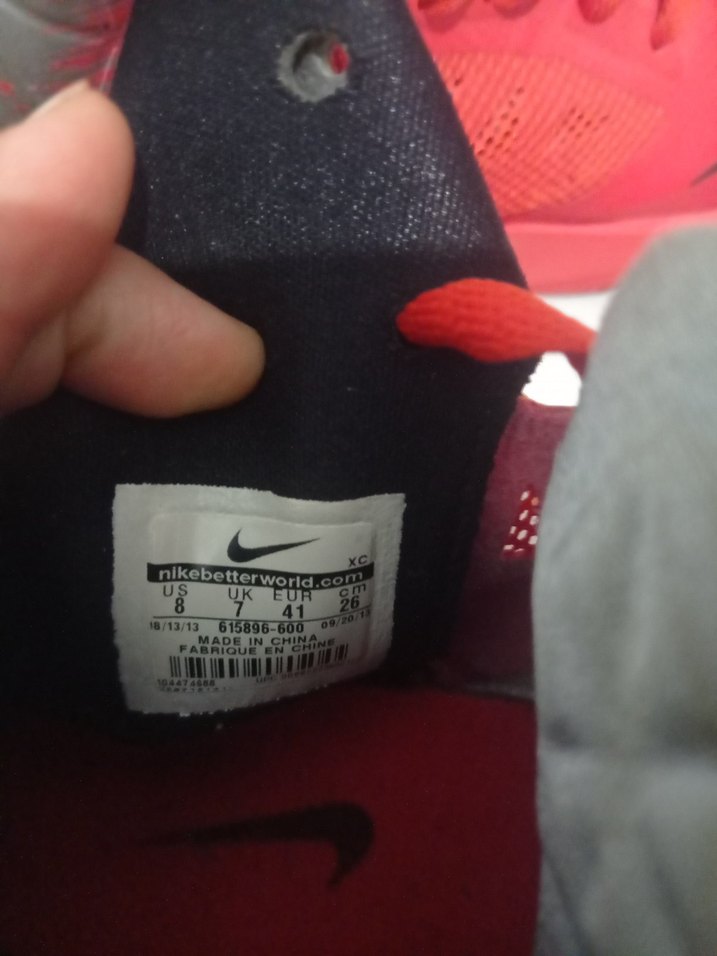 XC
nikebetterworld.com
US UK EUR cm
8 7 41 26
615896-600
MADE IN CHINA
FABRIQUE EN CHINE